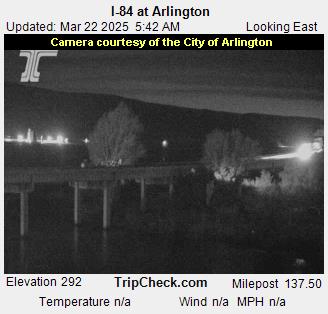 I-84 at Arlington
Updated: Mar 22 2025 5:42 AM Looking East
Camera courtesy of the City of Arlington
Elevation 292 TripCheck.com Milepost 137.50
Temperature n/a Wind n/a MPH n/a